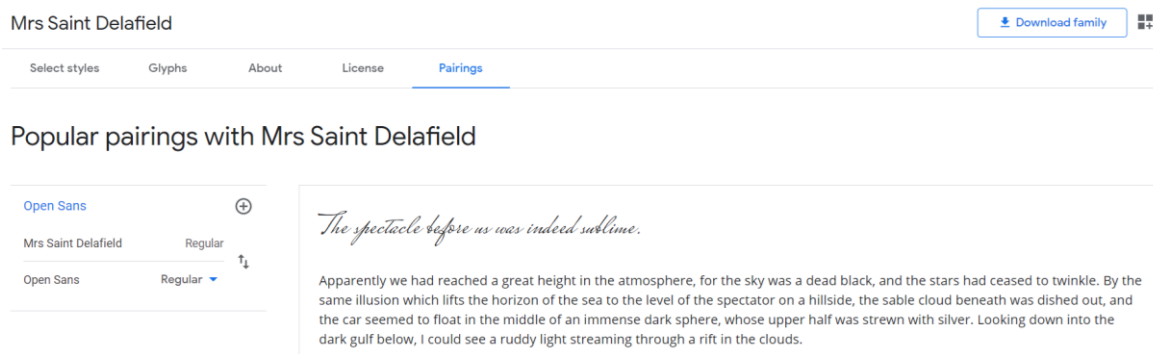 Mrs Saint Delafield
Download family
Select styles
Glyphs
About
License
Pairings
Popular pairings with Mrs Saint Delafield
Open Sans
Mrs Saint Delafield Regular
Open Sans Regular
The spectacle before us was indeed sublime.
Apparently we had reached a great height in the atmosphere, for the sky was a dead black, and the stars had ceased to twinkle. By the
same illusion which lifts the horizon of the sea to the level of the spectator on a hillside, the sable cloud beneath was dished out, and
the car seemed to float in the middle of an immense dark sphere, whose upper half was strewn with silver. Looking down into the
dark gulf below, I could see a ruddy light streaming through a rift in the clouds.